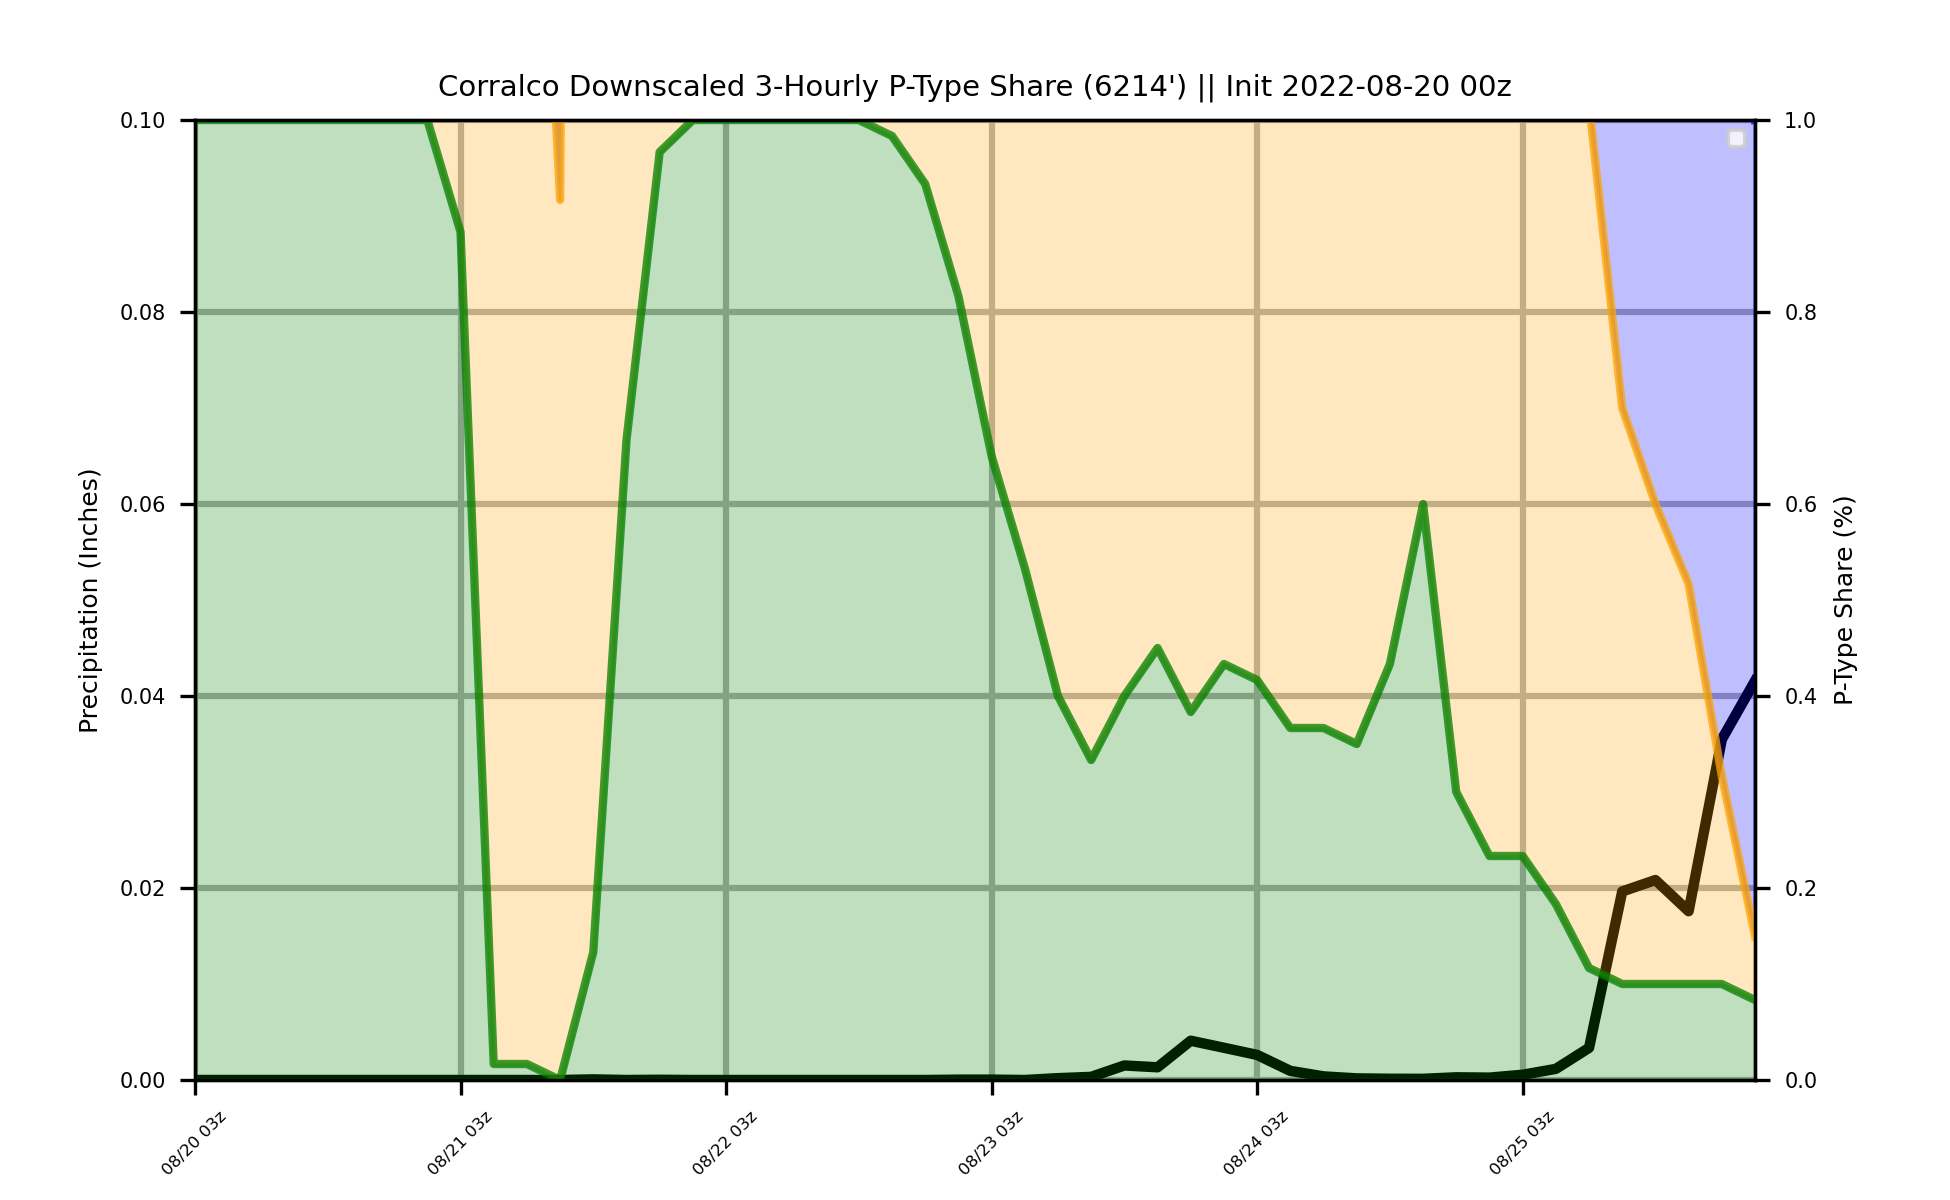 Corralco Downscaled 3-Hourly P-Type Share (6214') || Init 2022-08-20 00z
0.10
0.08
0.06
0.04
0.02
0.00
Precipitation (Inches)
1.0
0.8
0.6
0.4
0.2
0.0
P-Type Share (%)
08/20 03z
08/21 03z
08/22 03z
08/23 03z
08/24 03z
08/25 03z